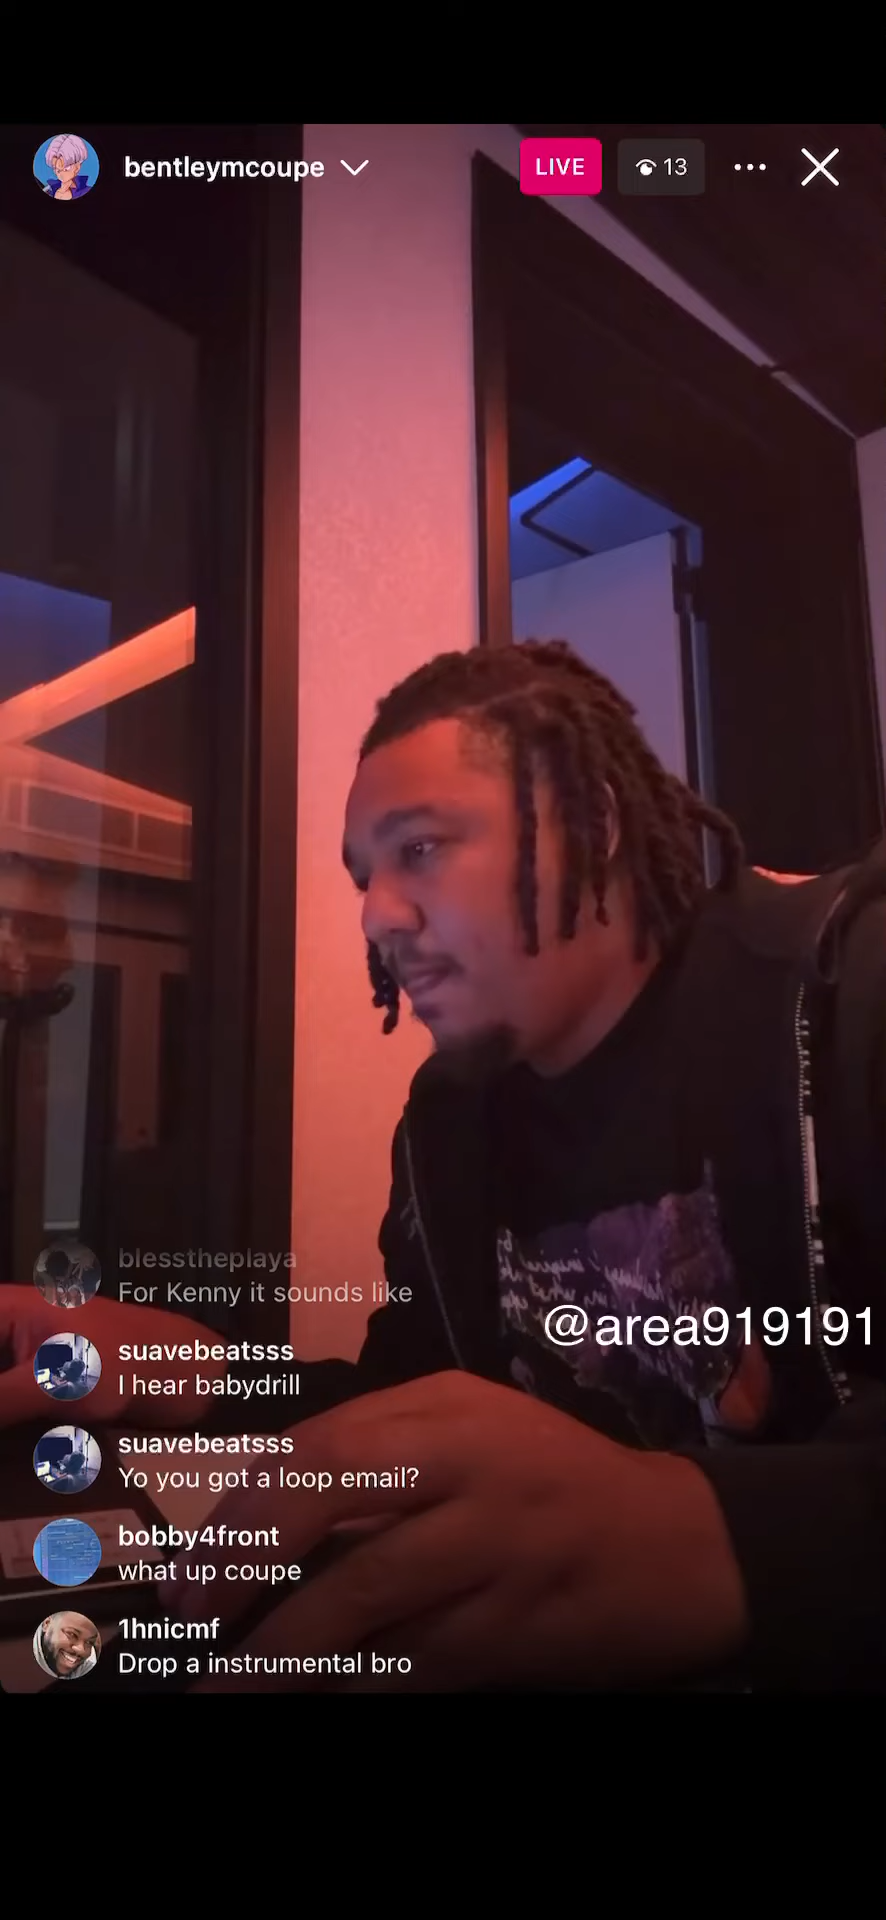 bentleymcoupe
LIVE
13
blesstheplaya
For Kenny it sounds like
@area919191
suavebeatsss
I hear babydrill
suavebeatsss
Yo you got a loop email?
bobby4front
what up coupe
1hnicmf
Drop a instrumental bro